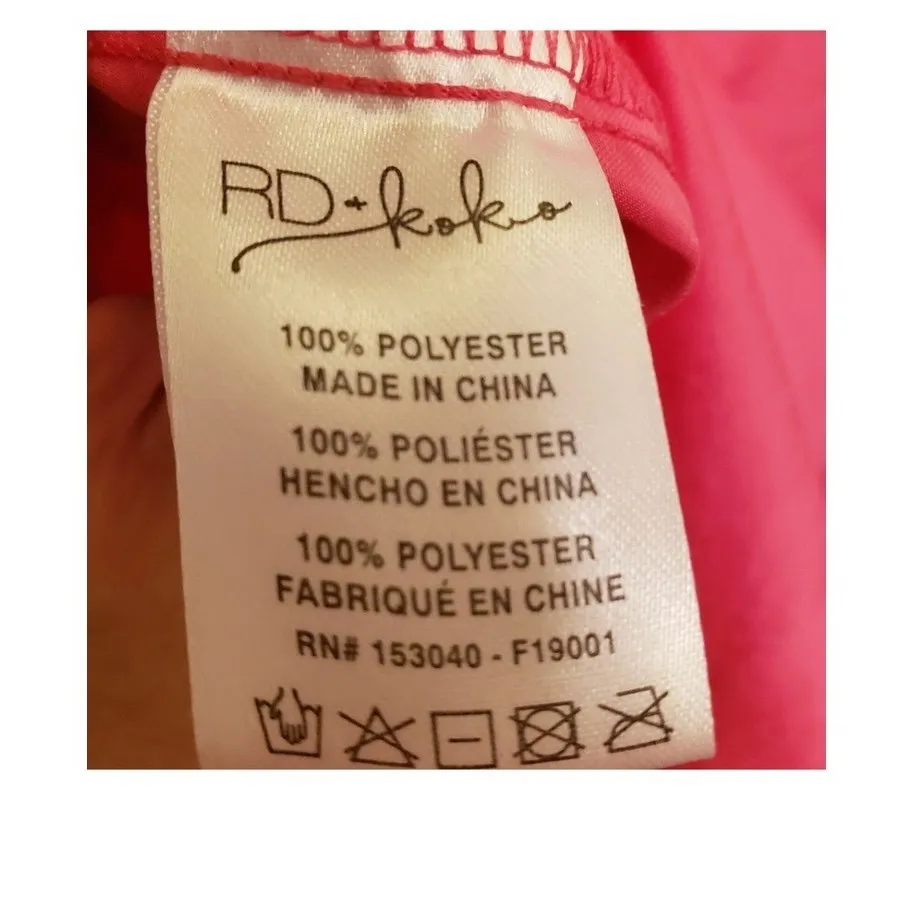 RD+koko
100% POLYESTER
MADE IN CHINA
100% POLIÉSTER
HENCHO EN CHINA
100% POLYESTER
FABRIQUÉ EN CHINE
RN# 153040 - F19001